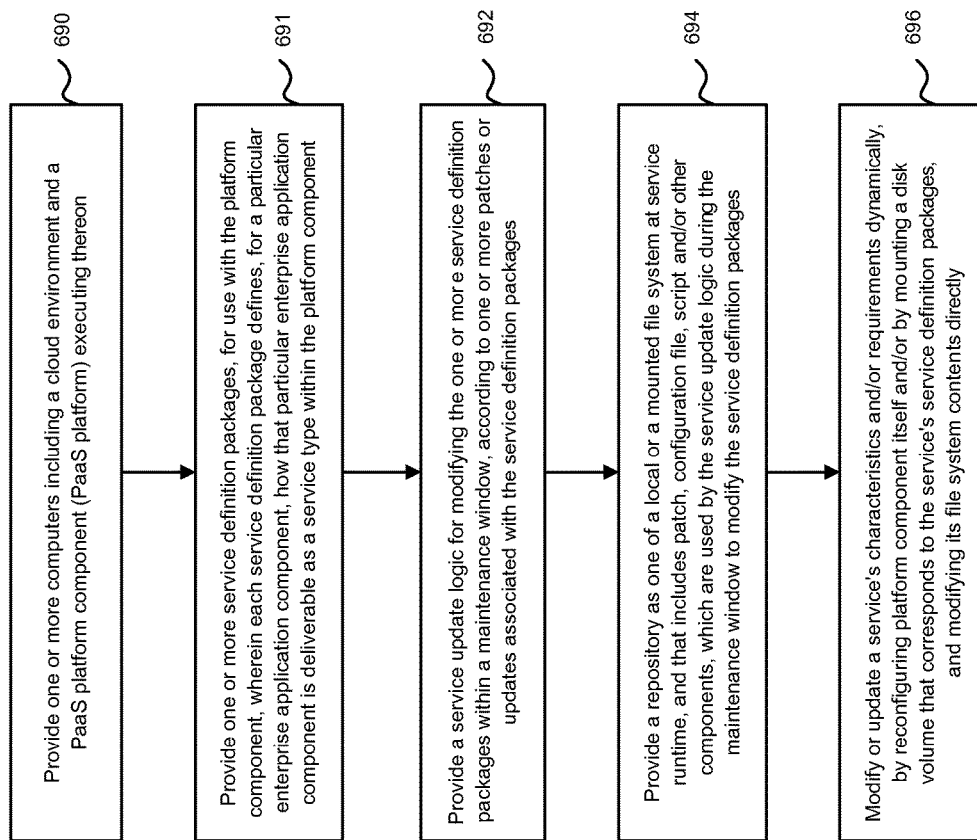 Provide one or more computers including a cloud environment and a
PaaS platform component (PaaS platform) executing thereon
690
Provide one or more service definition packages, for use with the platform
component, wherein each service definition package defines, for a particular
enterprise application component, how that particular enterprise application
component is deliverable as a service type within the platform component
691
Provide a service update logic for modifying the one or more service definition
packages within a maintenance window, according to one or more patches or
updates associated with the service definition packages
692
Provide a repository as one of a local or a mounted file system at service
runtime, and that includes patch, configuration file, script and/or other
components, which are used by the service update logic during the
maintenance window to modify the service definition packages
694
Modify or update a service's characteristics and/or requirements dynamically,
by reconfiguring platform component itself and/or by mounting a disk
volume that corresponds to the service's service definition packages,
and modifying its file system contents directly
696